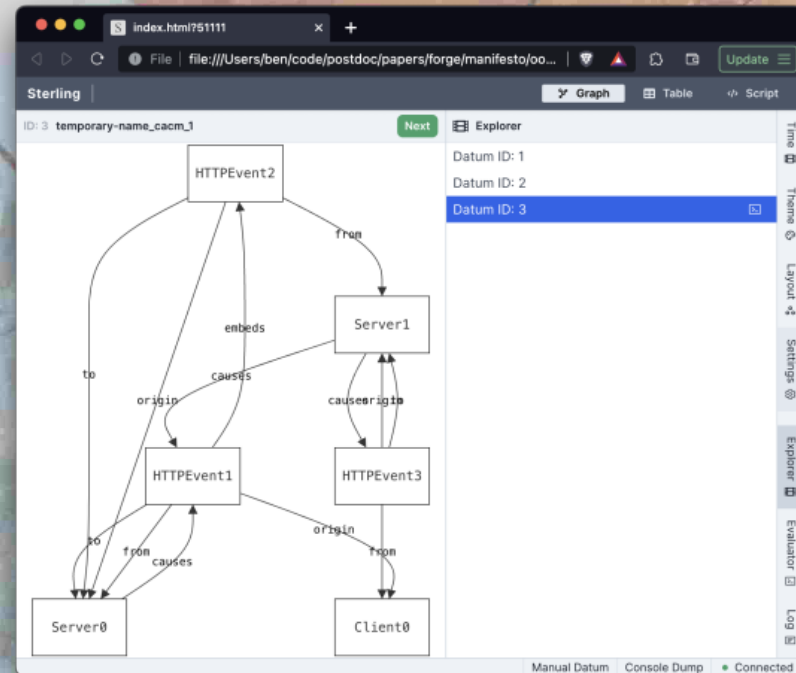 S index.html?51111
File file:///Users/ben/code/postdoc/papers/forge/manifesto/oo... Update
Sterling Graph Table Script
ID: 3 temporary-name_cacm_1 Next Explorer
Datum ID: 1
Datum ID: 2
Datum ID: 3
HTTPEvent2
from
Server1
embeds
to
causes
origin
causes
origin
to
HTTPEvent1
HTTPEvent3
origin
to
from
causes
from
Server0
Client0
Time
Theme
Layout
Settings
Explorer
Evaluator
Log
Manual Datum Console Dump Connected